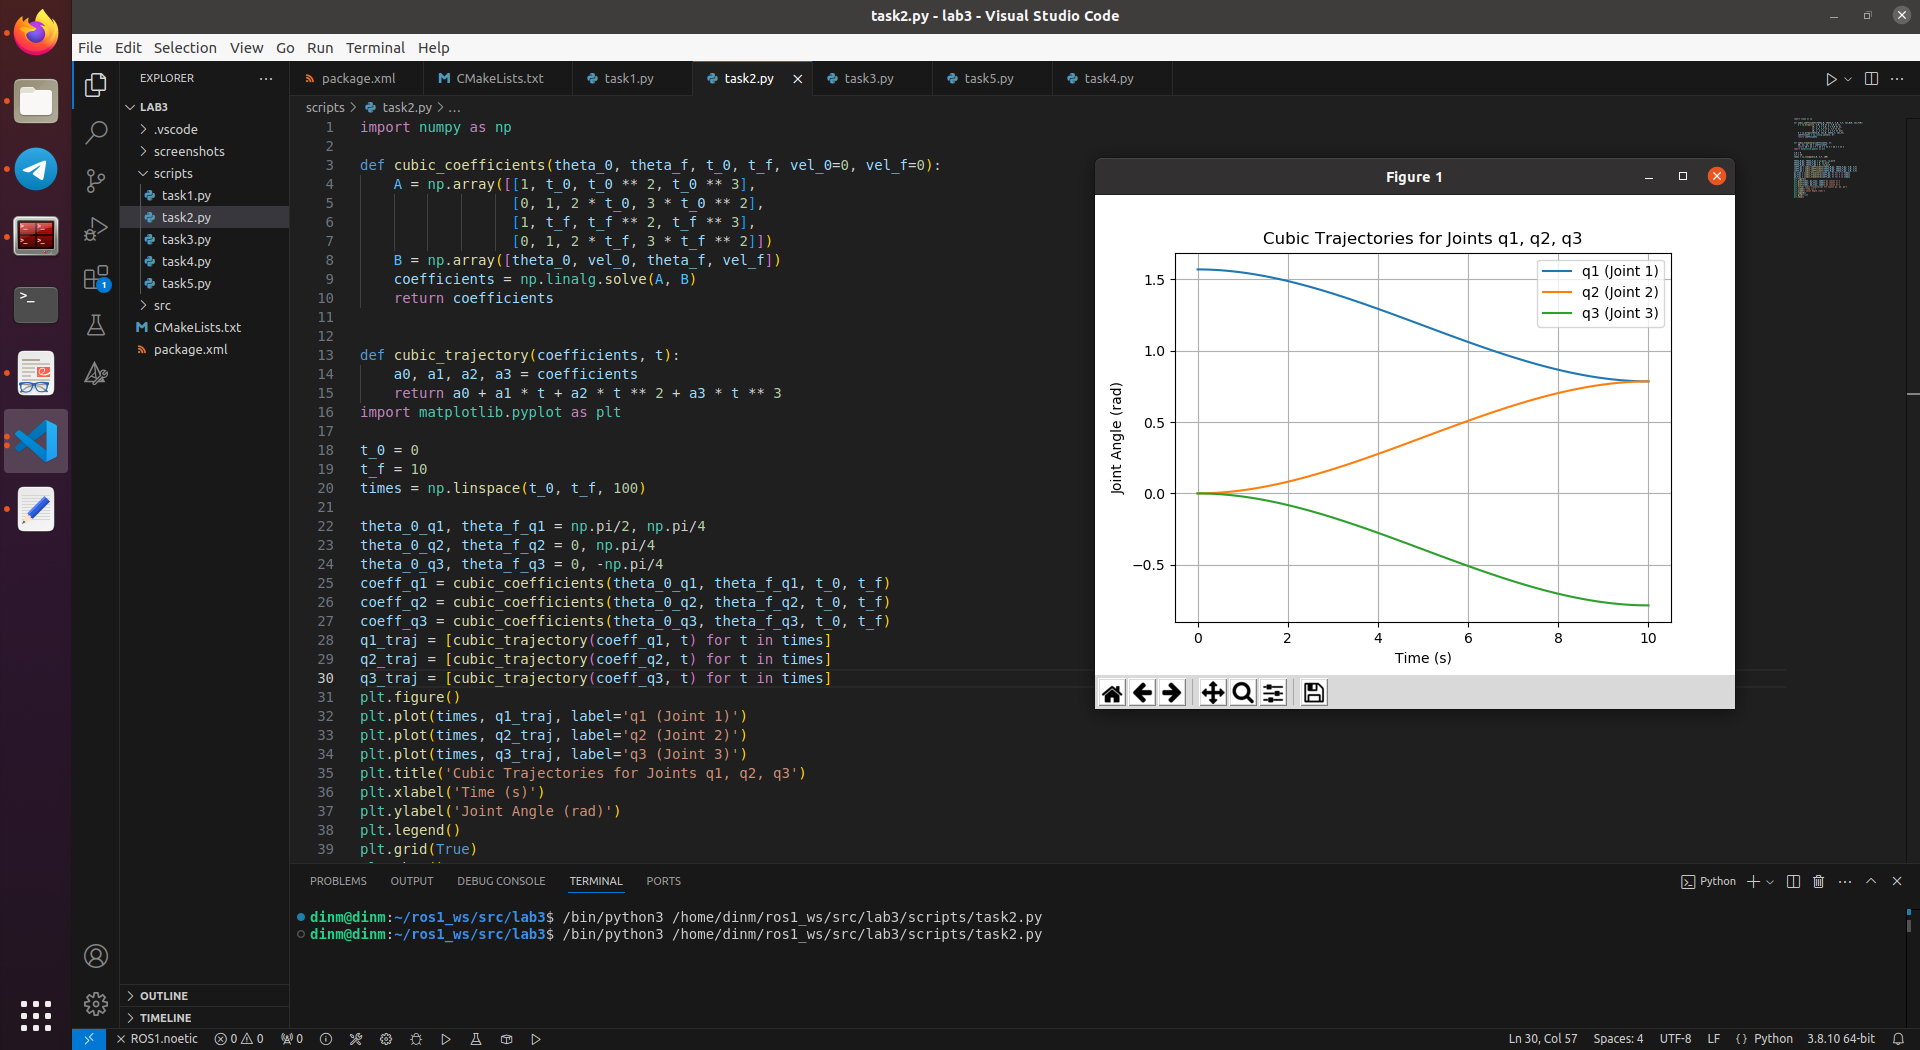 task2.py - lab3 - Visual Studio Code
File Edit Selection View Go Run Terminal Help
EXPLORER
LAB3
.vscode
screenshots
scripts
task1.py
task2.py
task3.py
task4.py
task5.py
src
CMakeLists.txt
package.xml
OUTLINE
TIMELINE
1
package.xml CMakeLists.txt task1.py task2.py task3.py task5.py task4.py
scripts > task2.py > ...
1 import numpy as np
2
3 def cubic_coefficients(theta_0, theta_f, t_0, t_f, vel_0=0, vel_f=0):
4 A = np.array([[1, t_0, t_0 ** 2, t_0 ** 3],
5 [0, 1, 2 * t_0, 3 * t_0 ** 2],
6 [1, t_f, t_f ** 2, t_f ** 3],
7 [0, 1, 2 * t_f, 3 * t_f ** 2]])
8 B = np.array([theta_0, vel_0, theta_f, vel_f])
9 coefficients = np.linalg.solve(A, B)
10 return coefficients
11
12
13 def cubic_trajectory(coefficients, t):
14 a0, a1, a2, a3 = coefficients
15 return a0 + a1 * t + a2 * t ** 2 + a3 * t ** 3
16 import matplotlib.pyplot as plt
17
18 t_0 = 0
19 t_f = 10
20 times = np.linspace(t_0, t_f, 100)
21
22 theta_0_q1, theta_f_q1 = np.pi/2, np.pi/4
23 theta_0_q2, theta_f_q2 = 0, np.pi/4
24 theta_0_q3, theta_f_q3 = 0, -np.pi/4
25 coeff_q1 = cubic_coefficients(theta_0_q1, theta_f_q1, t_0, t_f)
26 coeff_q2 = cubic_coefficients(theta_0_q2, theta_f_q2, t_0, t_f)
27 coeff_q3 = cubic_coefficients(theta_0_q3, theta_f_q3, t_0, t_f)
28 q1_traj = [cubic_trajectory(coeff_q1, t) for t in times]
29 q2_traj = [cubic_trajectory(coeff_q2, t) for t in times]
30 q3_traj = [cubic_trajectory(coeff_q3, t) for t in times]
31 plt.figure()
32 plt.plot(times, q1_traj, label='q1 (Joint 1)')
33 plt.plot(times, q2_traj, label='q2 (Joint 2)')
34 plt.plot(times, q3_traj, label='q3 (Joint 3)')
35 plt.title('Cubic Trajectories for Joints q1, q2, q3')
36 plt.xlabel('Time (s)')
37 plt.ylabel('Joint Angle (rad)')
38 plt.legend()
39 plt.grid(True)
Figure 1
Cubic Trajectories for Joints q1, q2, q3
q1 (Joint 1)
q2 (Joint 2)
q3 (Joint 3)
1.5
1.0
0.5
0.0
−0.5
Joint Angle (rad)
0 2 4 6 8 10
Time (s)
PROBLEMS OUTPUT DEBUG CONSOLE TERMINAL PORTS
Python
dinm@dinm:~/ros1_ws/src/lab3$ /bin/python3 /home/dinm/ros1_ws/src/lab3/scripts/task2.py
dinm@dinm:~/ros1_ws/src/lab3$ /bin/python3 /home/dinm/ros1_ws/src/lab3/scripts/task2.py
ROS1.noetic 0 0 0 Ln 30, Col 57 Spaces: 4 UTF-8 LF {} Python 3.8.10 64-bit